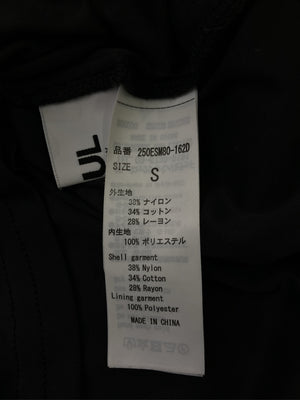 UL
品番 250ESM80-162D
SIZE
S
外生地
38% ナイロン
34% コットン
28% レーヨン
内生地
100% ポリエステル
Shell garment
38% Nylon
34% Cotton
28% Rayon
Lining garment
100% Polyester
MADE IN CHINA